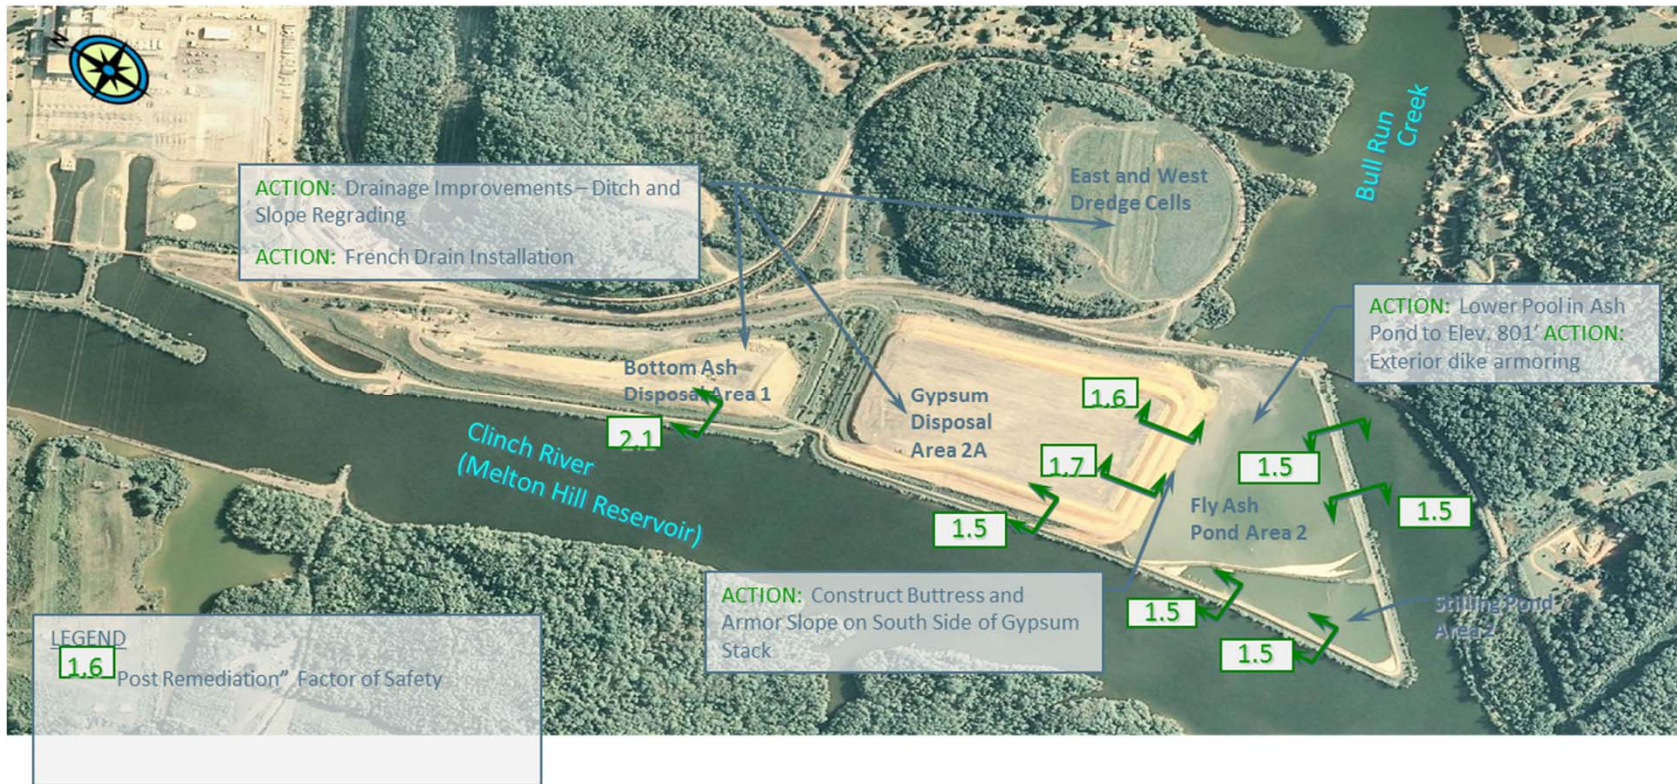 N
Bull Run
Creek
ACTION: Drainage Improvements – Ditch and
Slope Regrading
ACTION: French Drain Installation
East and West
Dredge Cells
ACTION: Lower Pool in Ash
Pond to Elev. 801’ ACTION:
Exterior dike armoring
Bottom Ash
Disposal Area 1
2.1
Clinch River
(Melton Hill Reservoir)
Gypsum
Disposal
Area 2A
1.6
1.7
1.5
1.5
1.5
Fly Ash
Pond Area 2
ACTION: Construct Buttress and
Armor Slope on South Side of Gypsum
Stack
1.5
1.5
Stilling Pond
Area 2
LEGEND
1.6
Post Remediation” Factor of Safety